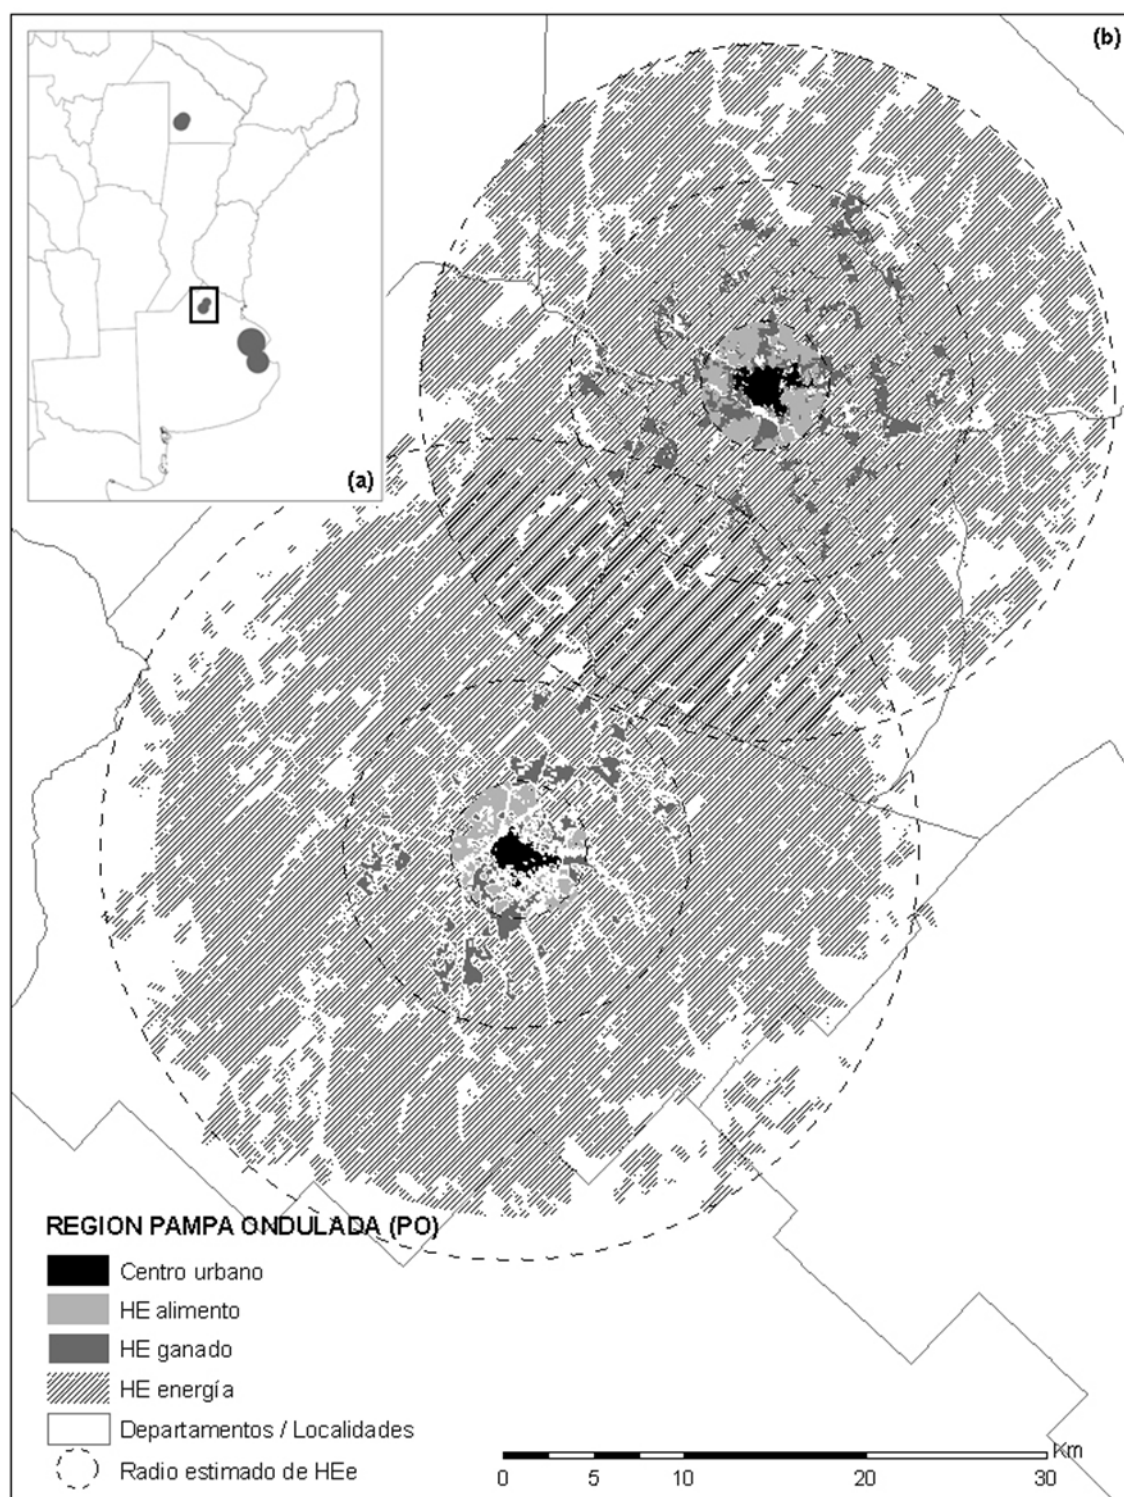 (b)
(a)
REGION PAMPA ONDULADA (PO)
Centro urbano
HE alimento
HE ganado
HE energía
Departamentos / Localidades
Radio estimado de HEe
Km
0 5 10 20 30